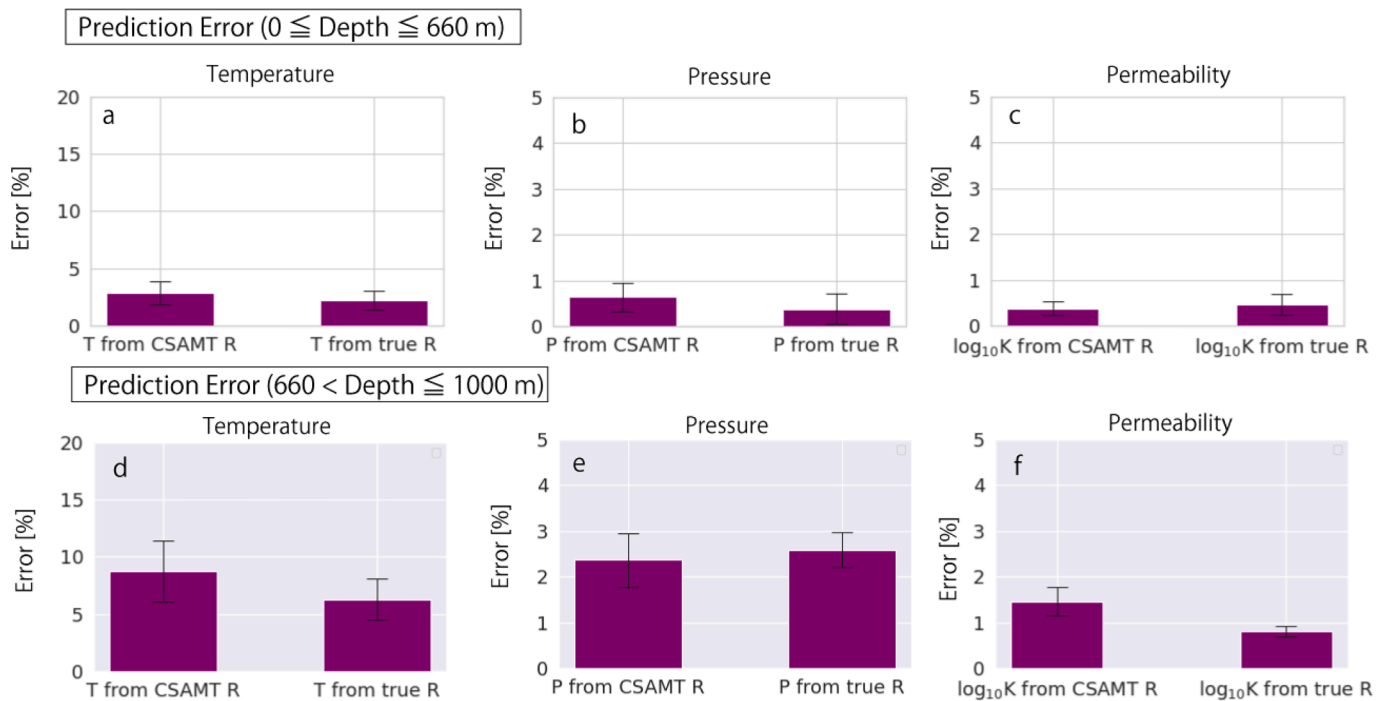 Prediction Error (0 ≦ Depth ≦ 660 m)
Temperature
a
Error [%]
20
15
10
5
0
T from CSAMT R
T from true R
Pressure
b
Error [%]
5
4
3
2
1
0
P from CSAMT R
P from true R
Permeability
c
Error [%]
5
4
3
2
1
0
log₁₀K from CSAMT R
log₁₀K from true R
Prediction Error (660 < Depth ≦ 1000 m)
Temperature
d
Error [%]
20
15
10
5
0
T from CSAMT R
T from true R
Pressure
e
Error [%]
5
4
3
2
1
0
P from CSAMT R
P from true R
Permeability
f
Error [%]
5
4
3
2
1
0
log₁₀K from CSAMT R
log₁₀K from true R